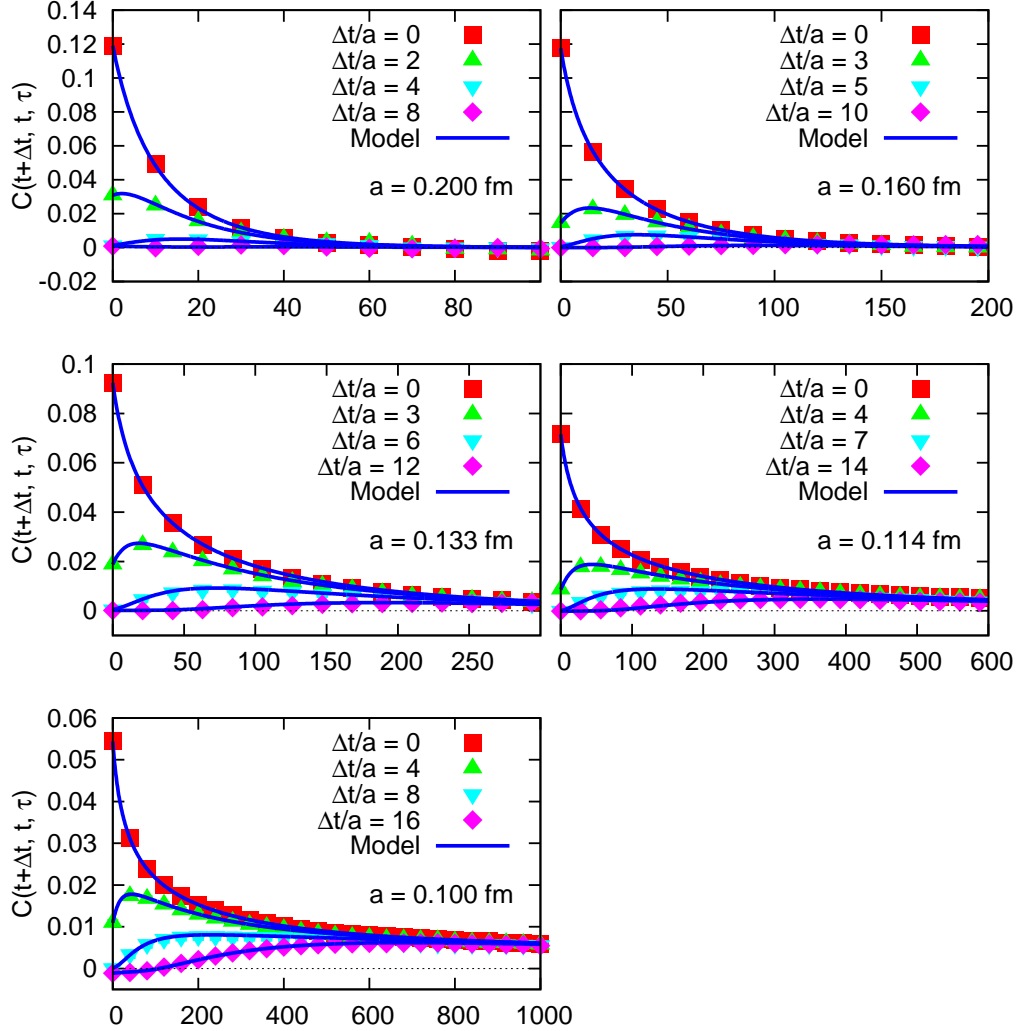 C(t+Δt, t, τ)
0.14
0.12
0.1
0.08
0.06
0.04
0.02
0
-0.02
Δt/a = 0
Δt/a = 2
Δt/a = 4
Δt/a = 8
Model
a = 0.200 fm
0 20 40 60 80
Δt/a = 0
Δt/a = 3
Δt/a = 5
Δt/a = 10
Model
a = 0.160 fm
0 50 100 150 200
C(t+Δt, t, τ)
0.1
0.08
0.06
0.04
0.02
0
Δt/a = 0
Δt/a = 3
Δt/a = 6
Δt/a = 12
Model
a = 0.133 fm
0 50 100 150 200 250
Δt/a = 0
Δt/a = 4
Δt/a = 7
Δt/a = 14
Model
a = 0.114 fm
0 100 200 300 400 500 600
C(t+Δt, t, τ)
0.06
0.05
0.04
0.03
0.02
0.01
0
Δt/a = 0
Δt/a = 4
Δt/a = 8
Δt/a = 16
Model
a = 0.100 fm
0 200 400 600 800 1000